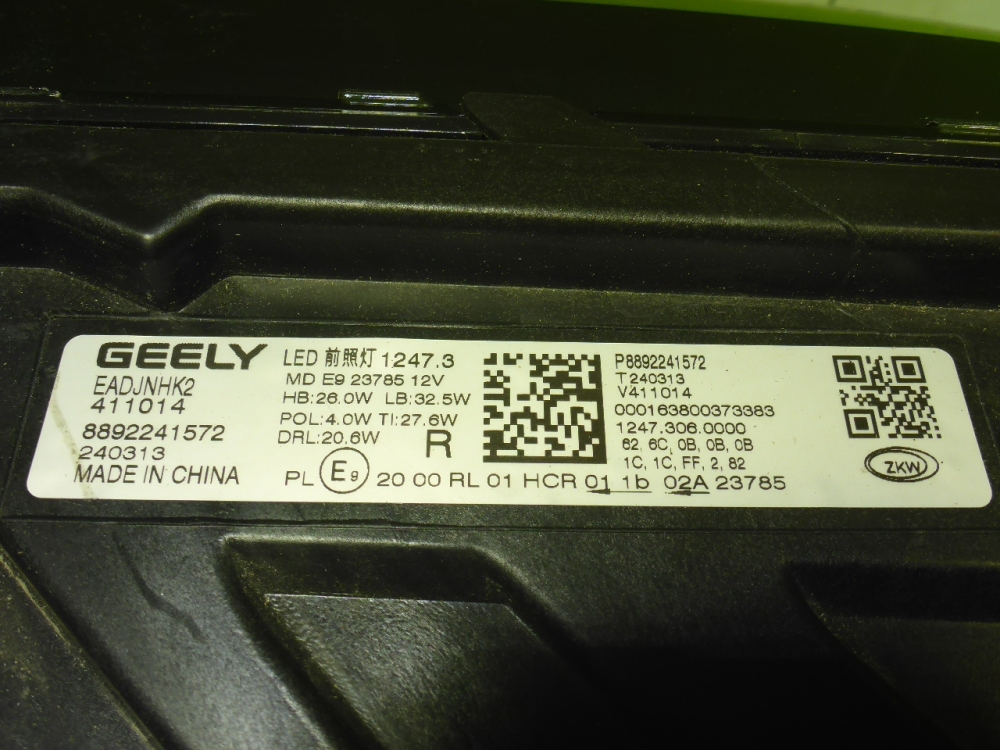 GEELY
EADJNHK2
411014
8892241572
240313
MADE IN CHINA
LED 前照灯 1247.3
MD E9 23785 12V
HB:26.0W LB:32.5W
POL:4.0W TI:27.6W
DRL:20.6W
R
PL E9 20 00 RL 01 HCR 01 1b 02A 23785
P8892241572
T240313
V411014
000163800373383
1247.306.0000
62, 6C, 0B, 0B, 0B
1C, 1C, FF, 2, 82
ZKW